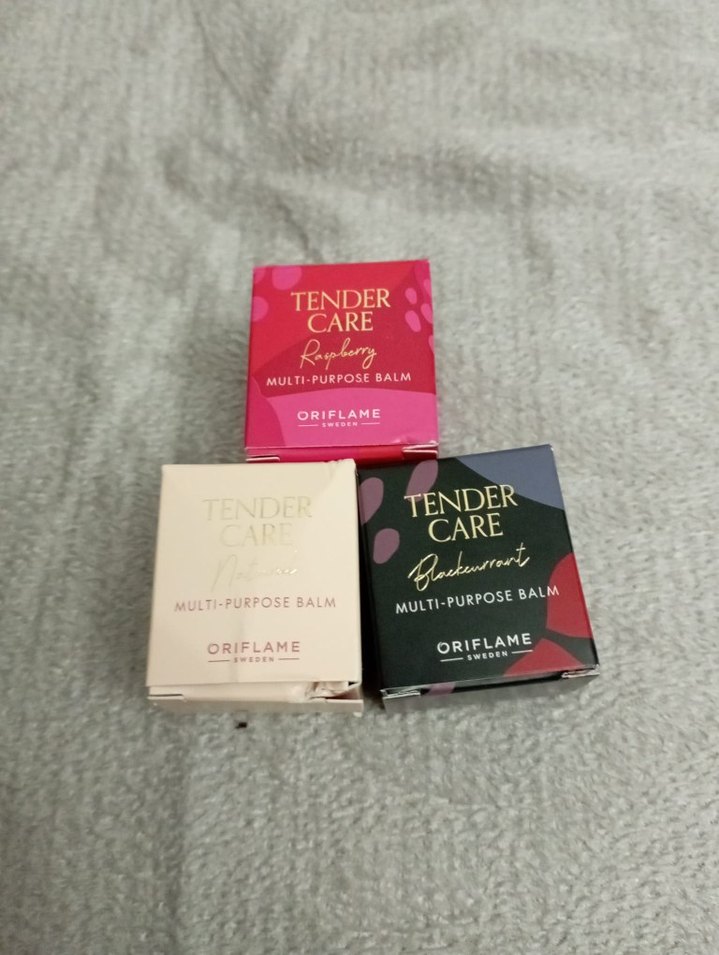 TENDER
CARE
Raspberry
MULTI-PURPOSE BALM
ORIFLAME
SWEDEN
TENDER
CARE
Natural
MULTI-PURPOSE BALM
ORIFLAME
SWEDEN
TENDER
CARE
Blackcurrant
MULTI-PURPOSE BALM
ORIFLAME
SWEDEN